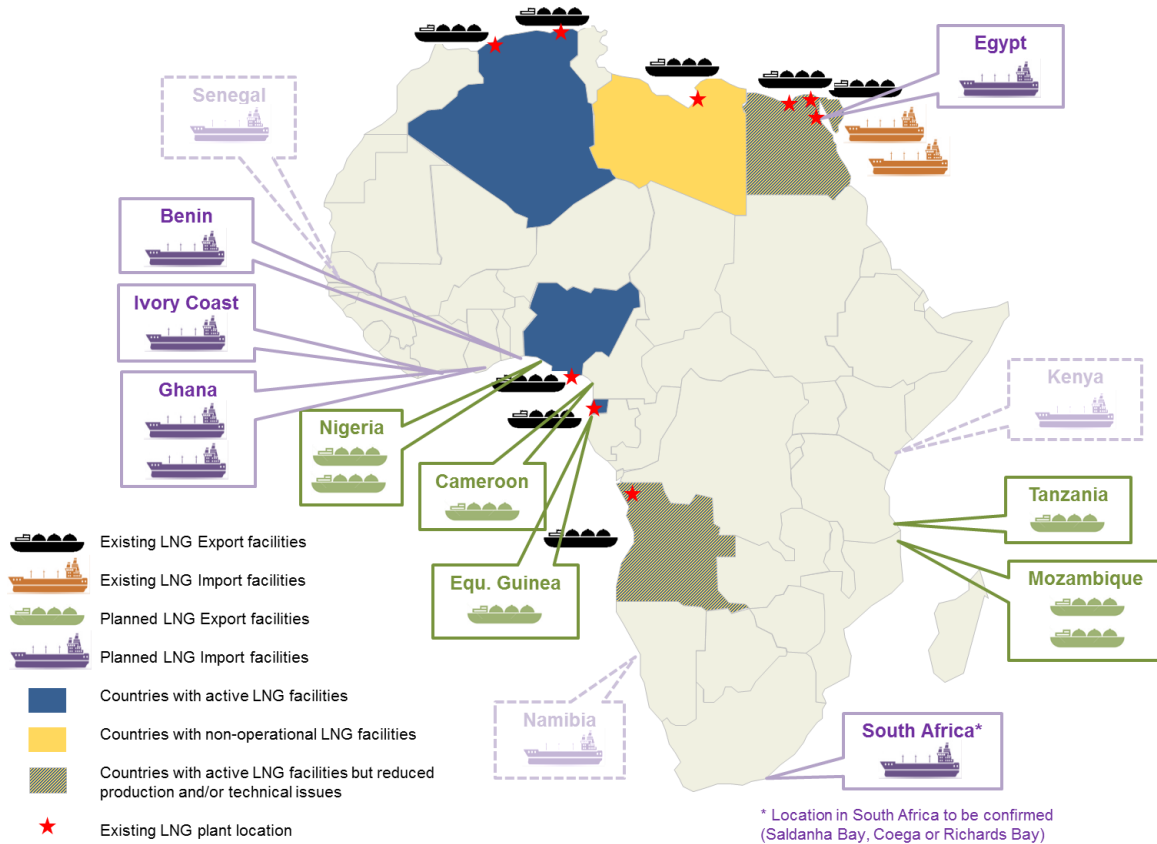 Egypt
Senegal
Benin
Ivory Coast
Ghana
Kenya
Nigeria
Cameroon
Tanzania
Equ. Guinea
Mozambique
Namibia
South Africa*
Existing LNG Export facilities
Existing LNG Import facilities
Planned LNG Export facilities
Planned LNG Import facilities
Countries with active LNG facilities
Countries with non-operational LNG facilities
Countries with active LNG facilities but reduced
production and/or technical issues
Existing LNG plant location
* Location in South Africa to be confirmed
(Saldanha Bay, Coega or Richards Bay)